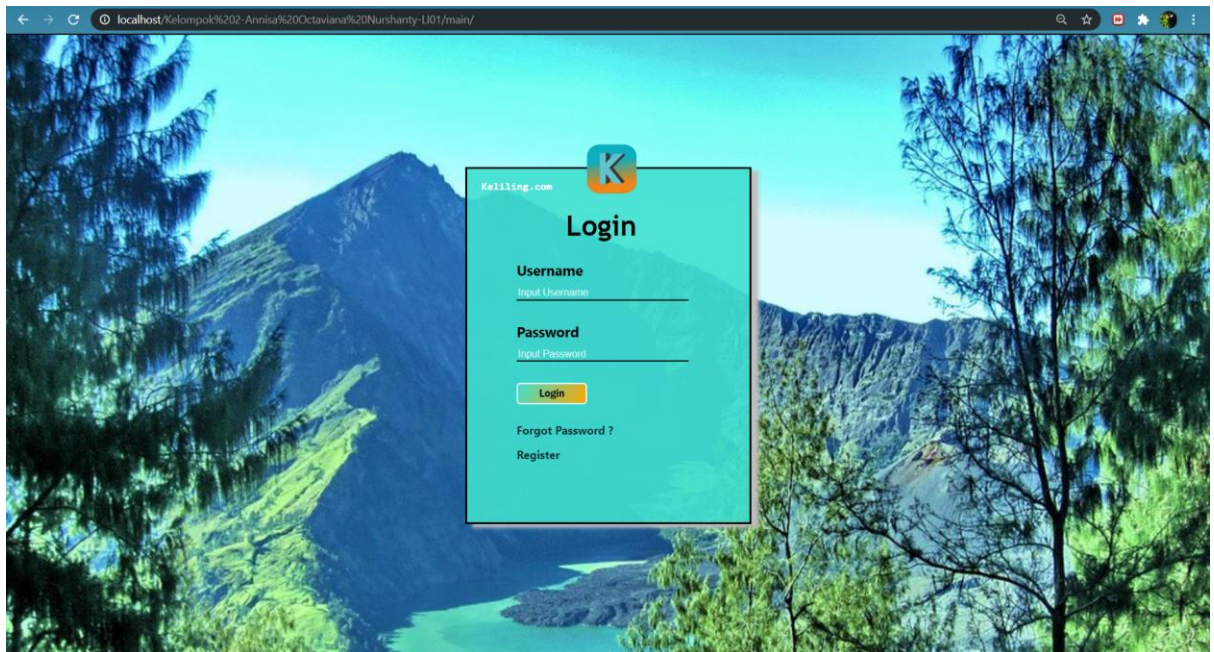 localhost/Kelompok%202-Annisa%20Octaviana%20Nurshanty-LI01/main/
K
Keliling.com
Login
Username
Input Username
Password
Input Password
Login
Forgot Password ?
Register